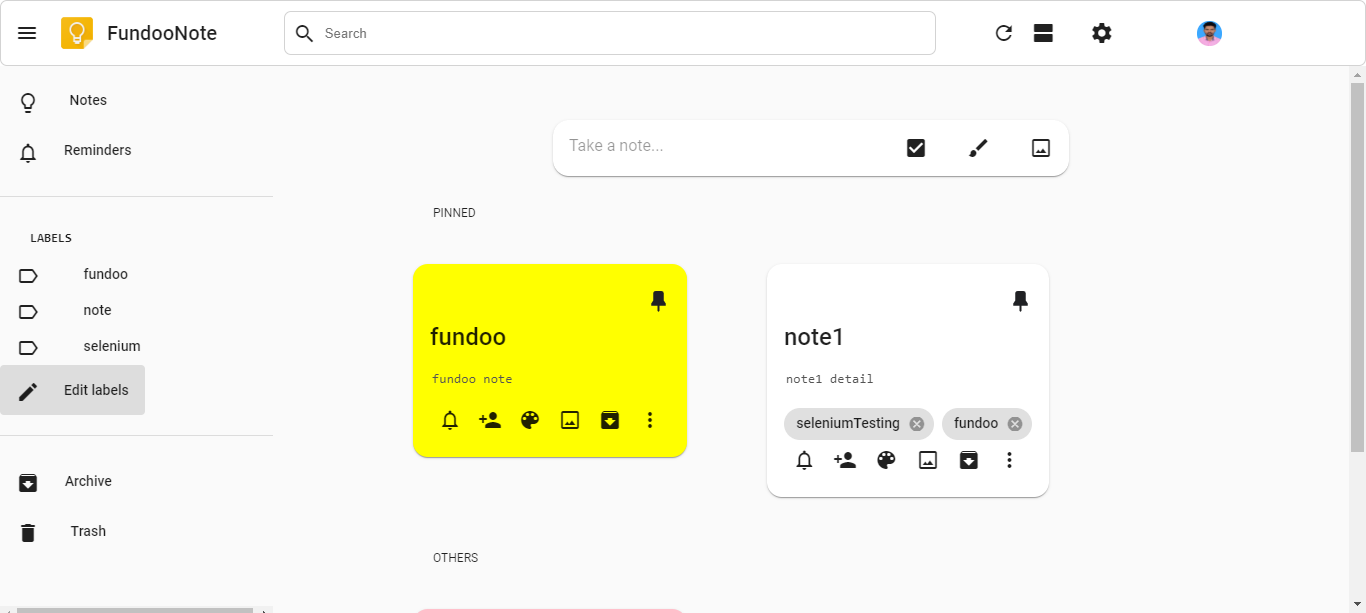 FundooNote
Search
Notes
Reminders
LABELS
fundoo
note
selenium
Edit labels
Archive
Trash
Take a note...
PINNED
fundoo
fundoo note
note1
note1 detail
seleniumTesting
fundoo
OTHERS